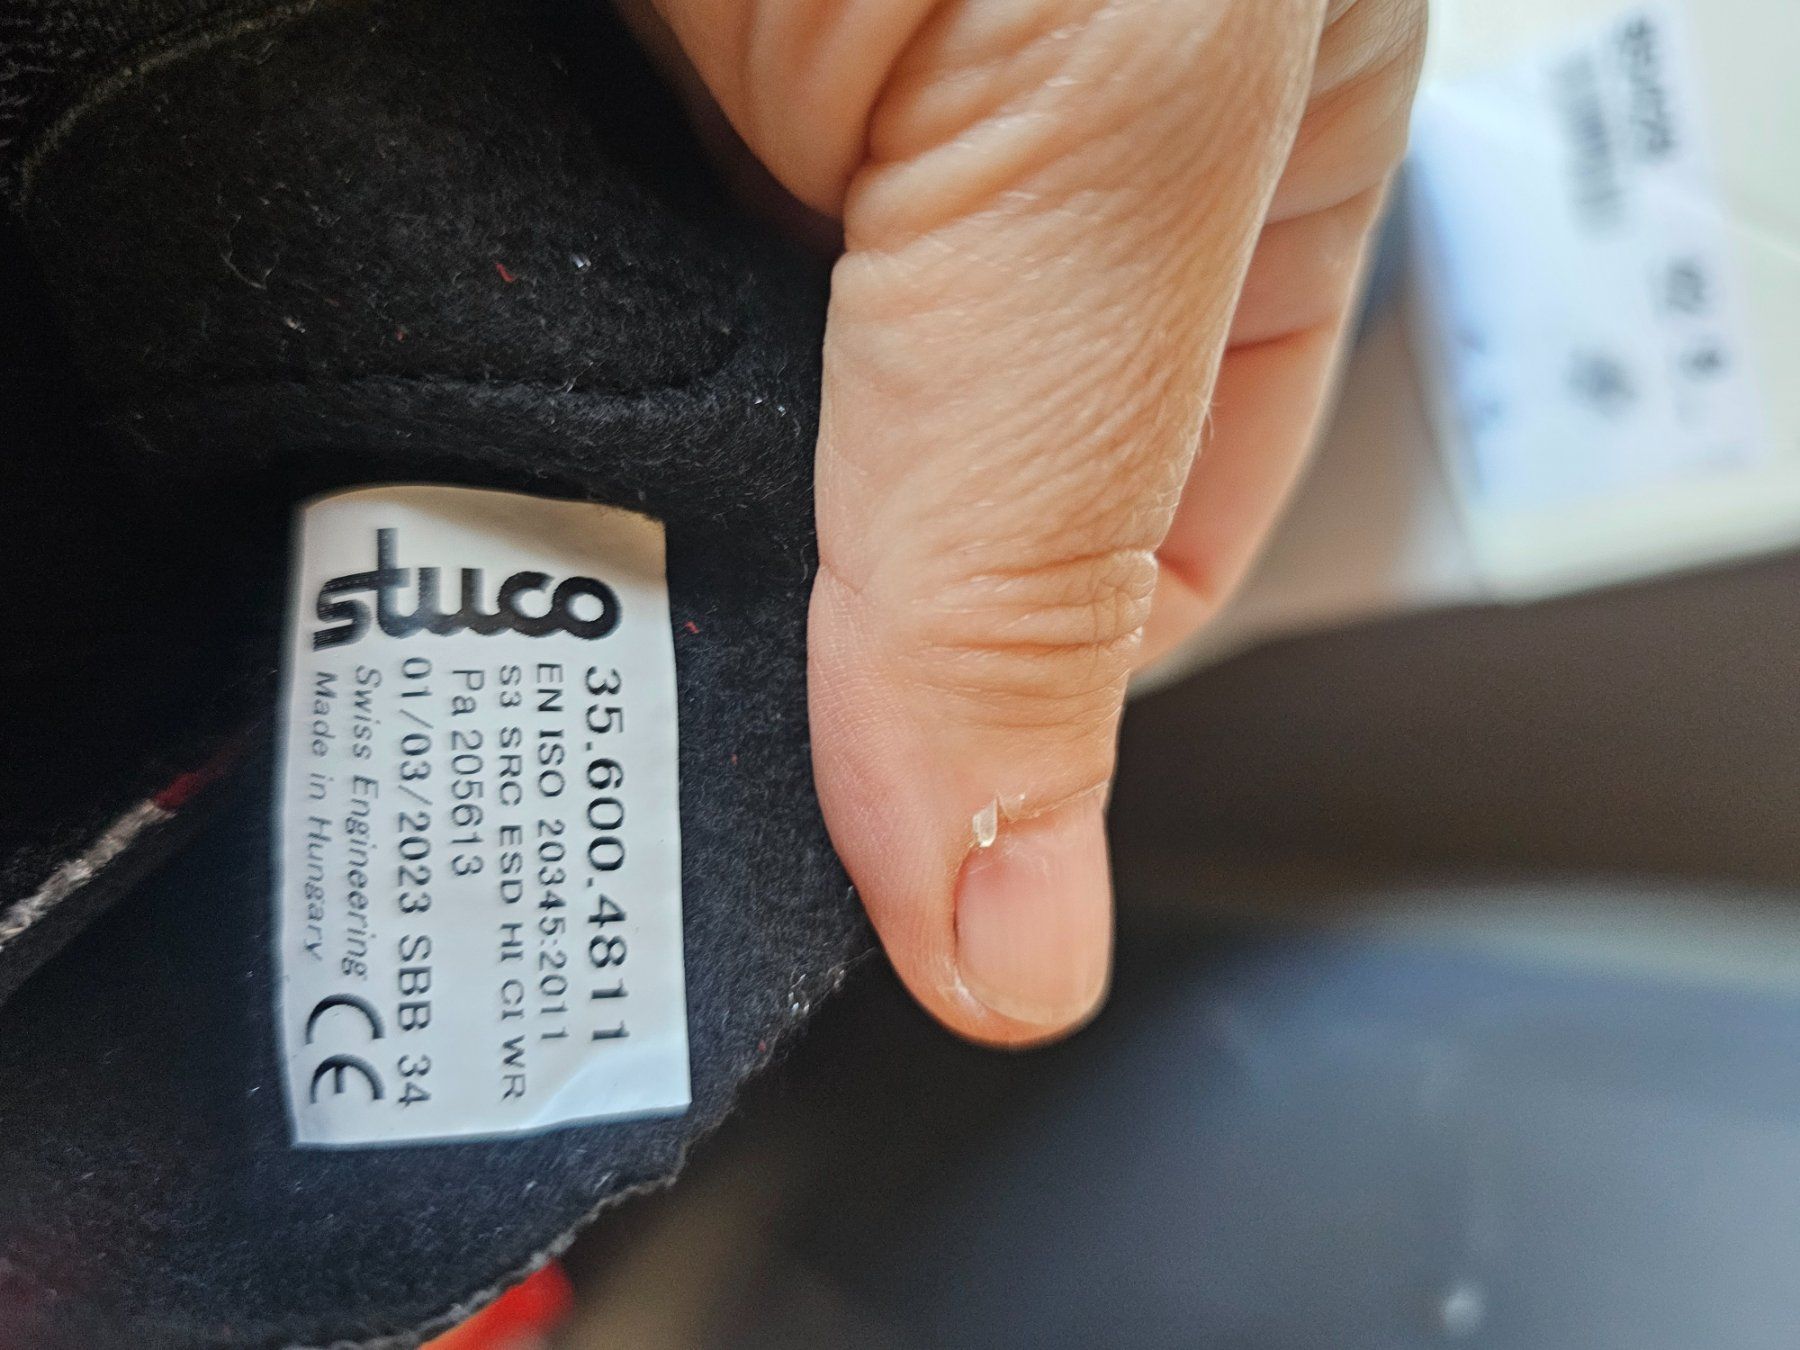 stuco
35.600.4811
EN ISO 20345:2011
S3 SRC ESD HI CI WR
Pa 205613
01/03/2023 SBB 34
Swiss Engineering
Made in Hungary
CE